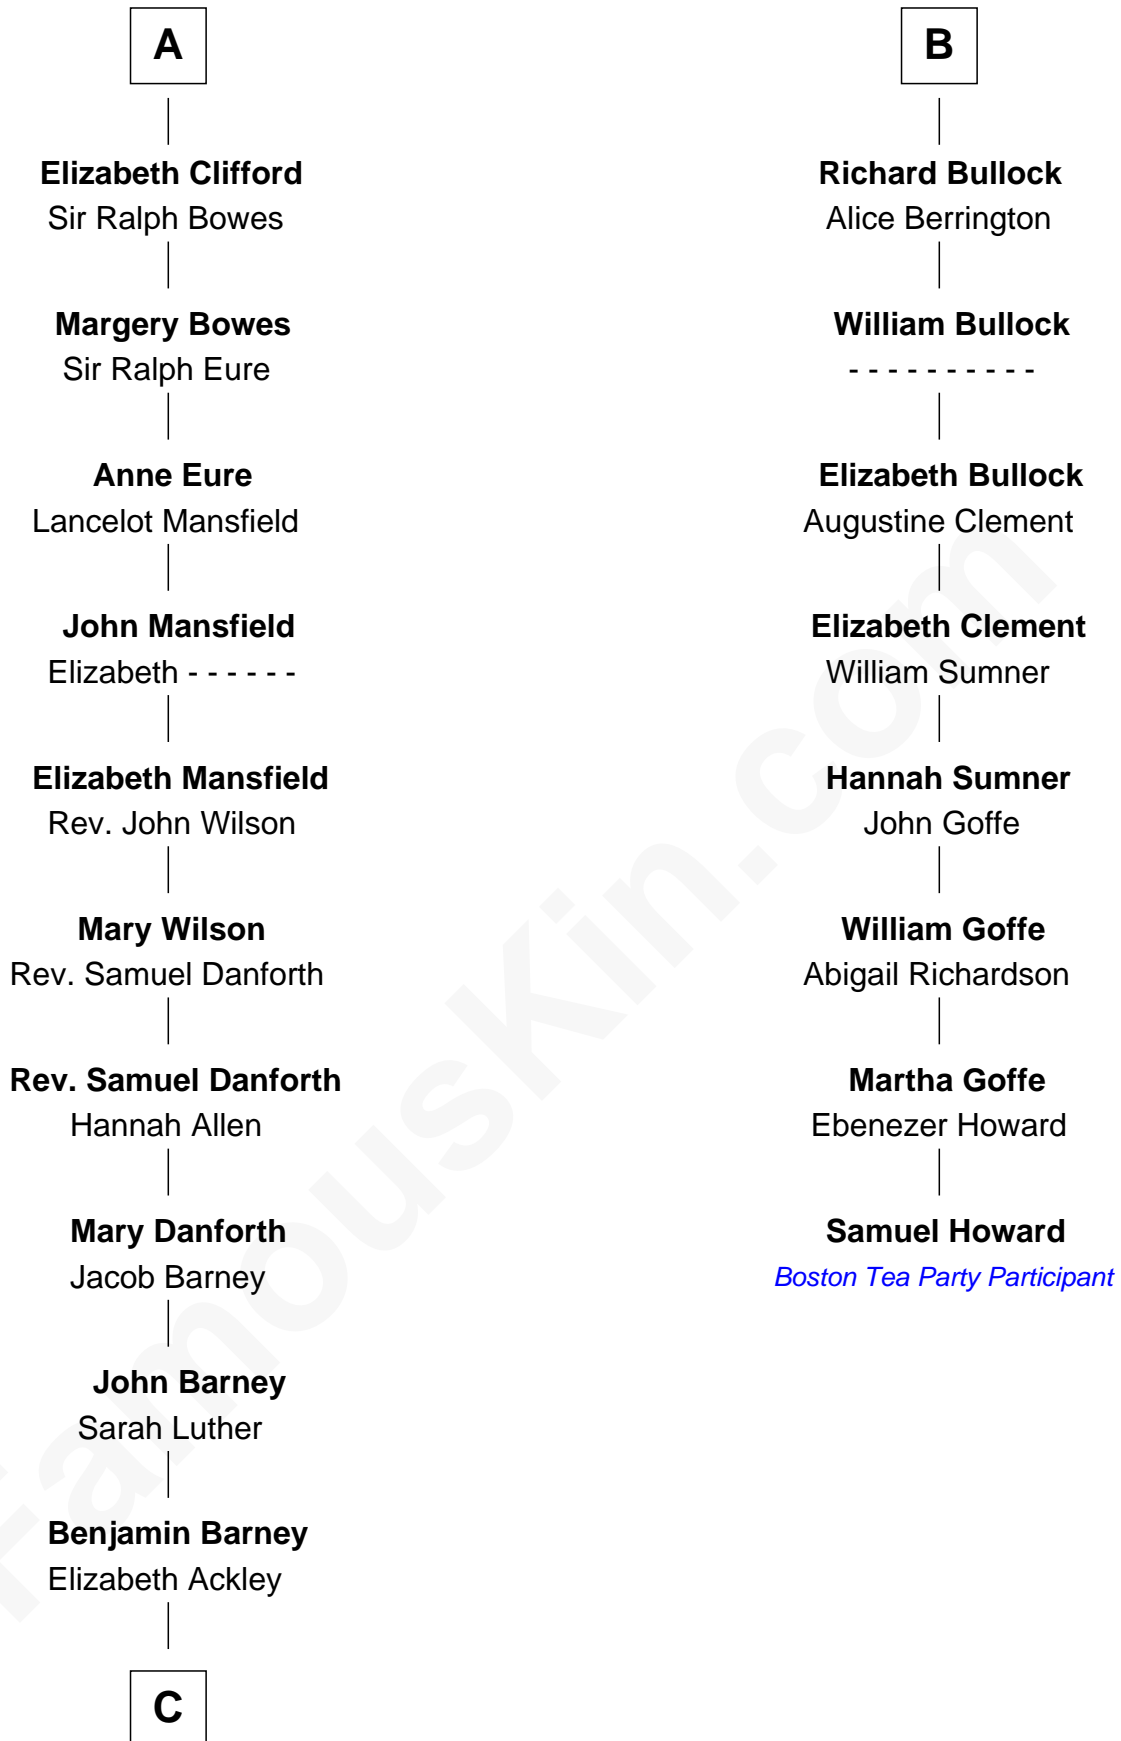 A
Elizabeth Clifford
Sir Ralph Bowes
Margery Bowes
Sir Ralph Eure
Anne Eure
Lancelot Mansfield
John Mansfield
Elizabeth - - - - - -
Elizabeth Mansfield
Rev. John Wilson
Mary Wilson
Rev. Samuel Danforth
Rev. Samuel Danforth
Hannah Allen
Mary Danforth
Jacob Barney
John Barney
Sarah Luther
Benjamin Barney
Elizabeth Ackley
C
B
Richard Bullock
Alice Berrington
William Bullock
- - - - - - - - - -
Elizabeth Bullock
Augustine Clement
Elizabeth Clement
William Sumner
Hannah Sumner
John Goffe
William Goffe
Abigail Richardson
Martha Goffe
Ebenezer Howard
Samuel Howard
Boston Tea Party Participant
FamousKin.com